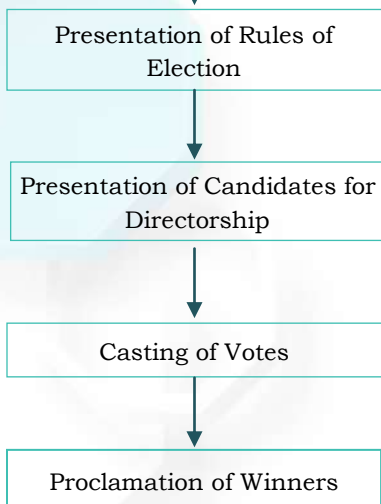 Presentation of Rules of
Election
Presentation of Candidates for
Directorship
Casting of Votes
Proclamation of Winners